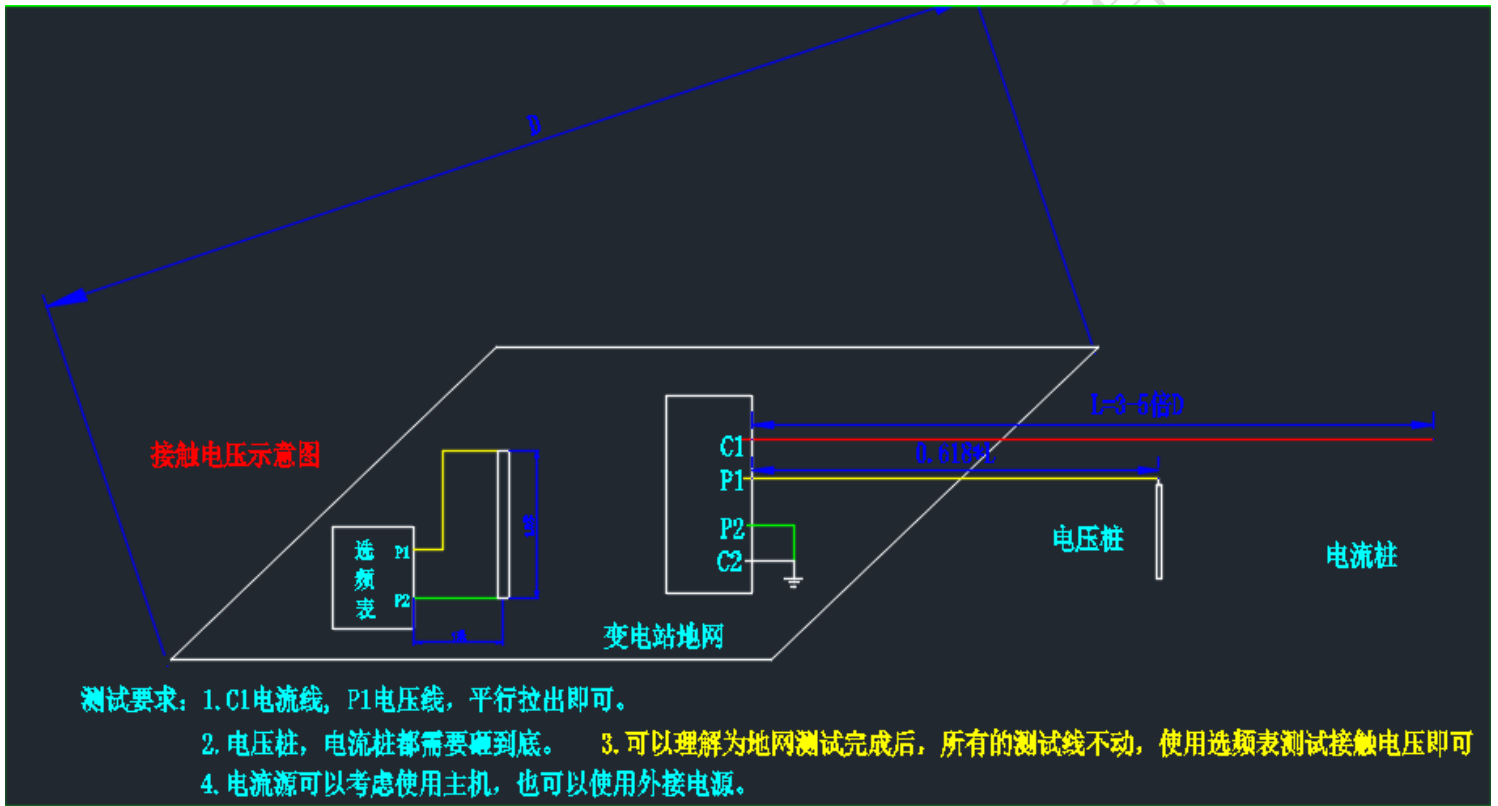 D
L=3-5倍D
接触电压示意图
C1
0.618*L
P1
选频表
P1
P2
P2
C2
电压桩
电流桩
变电站地网
测试要求：1.C1电流线，P1电压线，平行拉出即可。
2.电压桩，电流桩都需要砸到底。 3.可以理解为地网测试完成后，所有的测试线不动，使用选频表测试接触电压即可
4.电流源可以考虑使用主机，也可以使用外接电源。